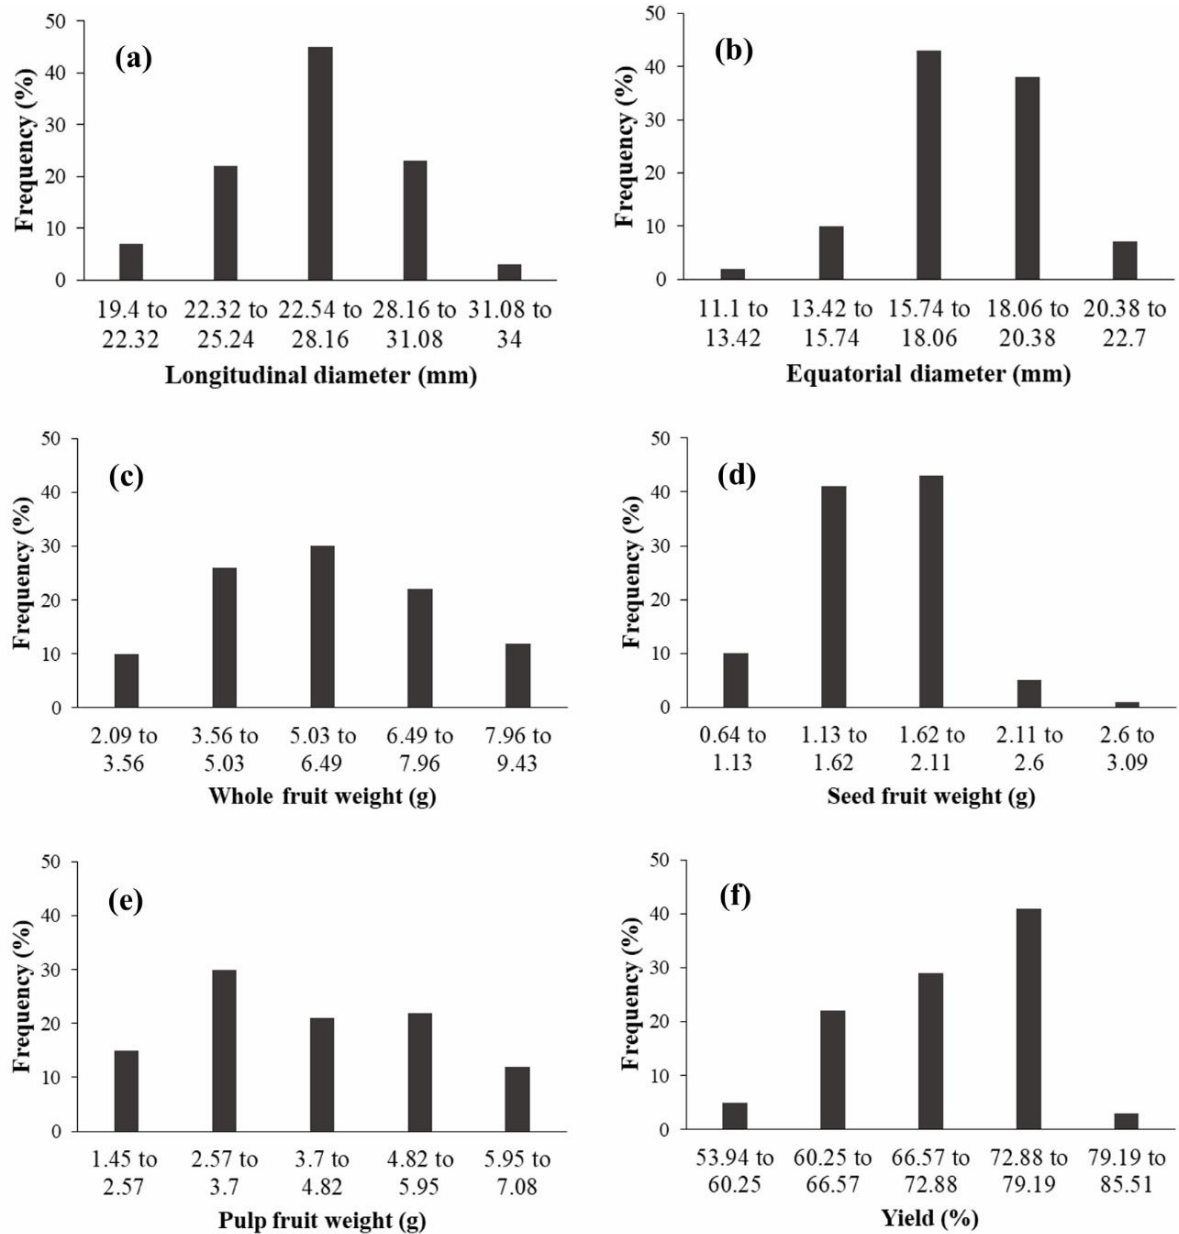 (a)
Frequency (%)
50
40
30
20
10
0
19.4 to 22.32 to 22.54 to 28.16 to 31.08 to
22.32 25.24 28.16 31.08 34
Longitudinal diameter (mm)
(b)
Frequency (%)
50
40
30
20
10
0
11.1 to 13.42 to 15.74 to 18.06 to 20.38 to
13.42 15.74 18.06 20.38 22.7
Equatorial diameter (mm)
(c)
Frequency (%)
50
40
30
20
10
0
2.09 to 3.56 to 5.03 to 6.49 to 7.96 to
3.56 5.03 6.49 7.96 9.43
Whole fruit weight (g)
(d)
Frequency (%)
50
40
30
20
10
0
0.64 to 1.13 to 1.62 to 2.11 to 2.6 to
1.13 1.62 2.11 2.6 3.09
Seed fruit weight (g)
(e)
Frequency (%)
50
40
30
20
10
0
1.45 to 2.57 to 3.7 to 4.82 to 5.95 to
2.57 3.7 4.82 5.95 7.08
Pulp fruit weight (g)
(f)
Frequency (%)
50
40
30
20
10
0
53.94 to 60.25 to 66.57 to 72.88 to 79.19 to
60.25 66.57 72.88 79.19 85.51
Yield (%)